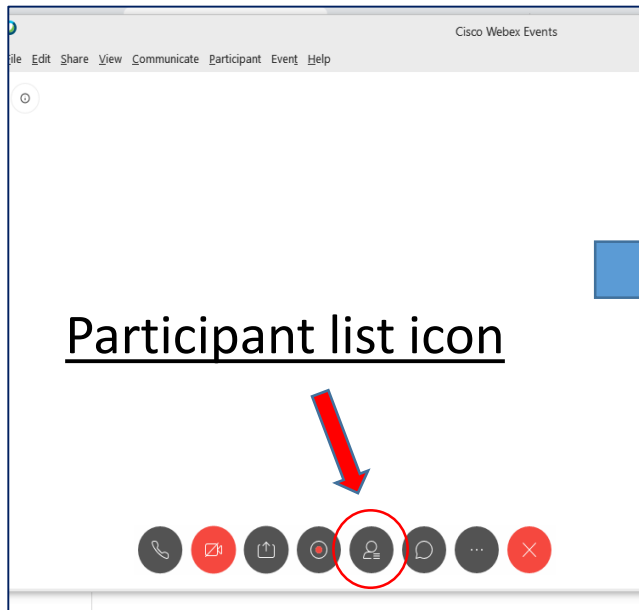 Cisco Webex Events
ile Edit Share View Communicate Participant Event Help
Participant list icon